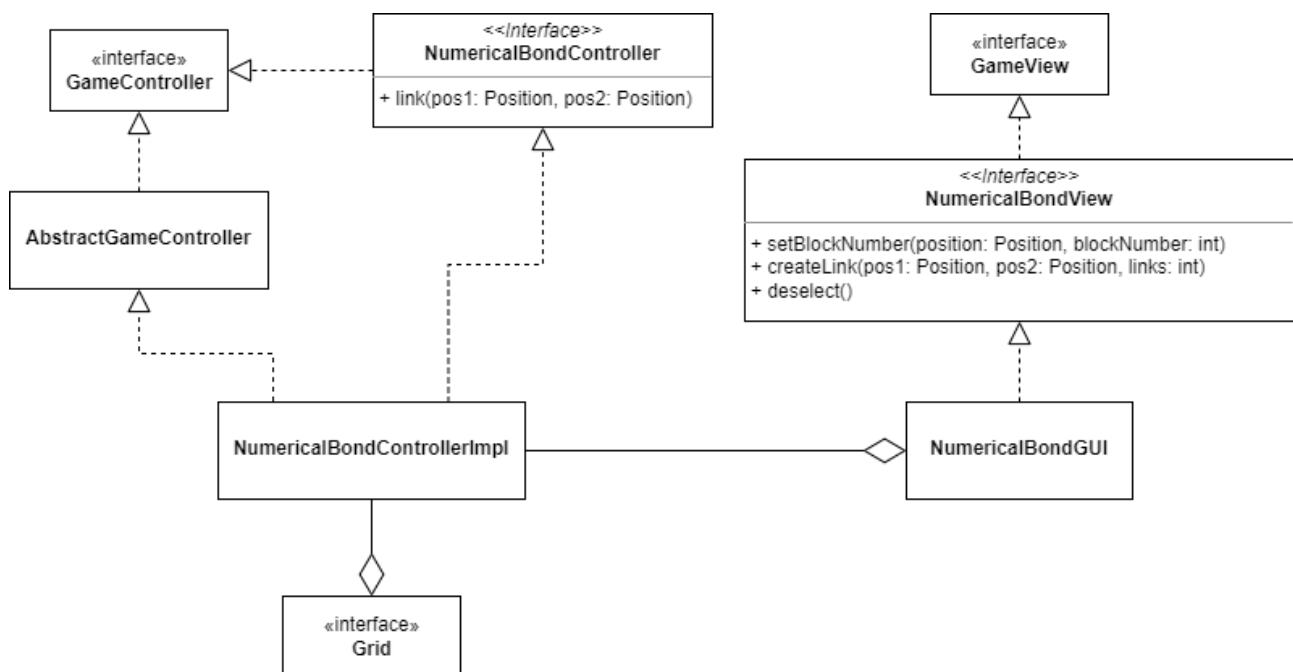 «interface»
GameController
<<Interface>>
NumericalBondController
+ link(pos1: Position, pos2: Position)
«interface»
GameView
AbstractGameController
<<Interface>>
NumericalBondView
+ setBlockNumber(position: Position, blockNumber: int)
+ createLink(pos1: Position, pos2: Position, links: int)
+ deselect()
NumericalBondControllerImpl
NumericalBondGUI
«interface»
Grid